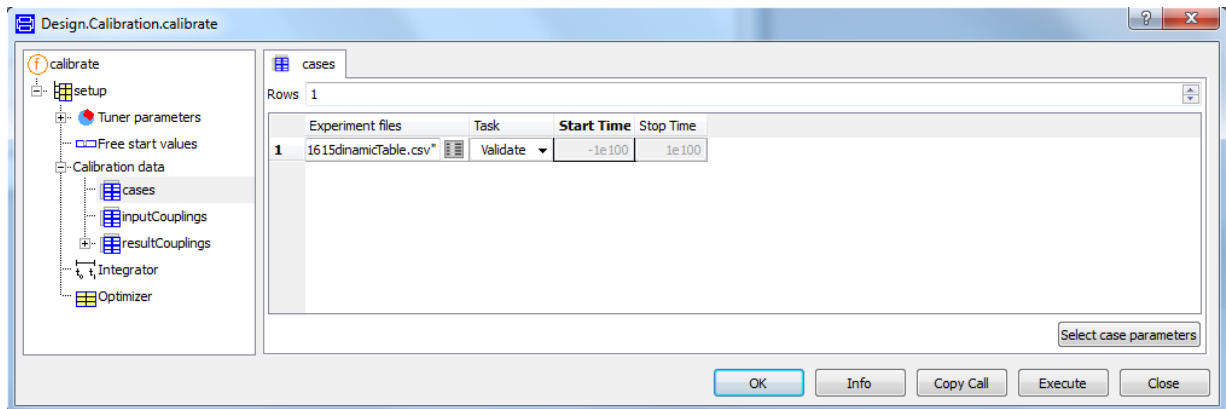 Design.Calibration.calibrate
calibrate
setup
Tuner parameters
Free start values
Calibration data
cases
inputCouplings
resultCouplings
Integrator
Optimizer
cases
Rows 1
Experiment files Task Start Time Stop Time
1 1615dinamicTable.csv" Validate -1e100 1e100
Select case parameters
OK Info Copy Call Execute Close